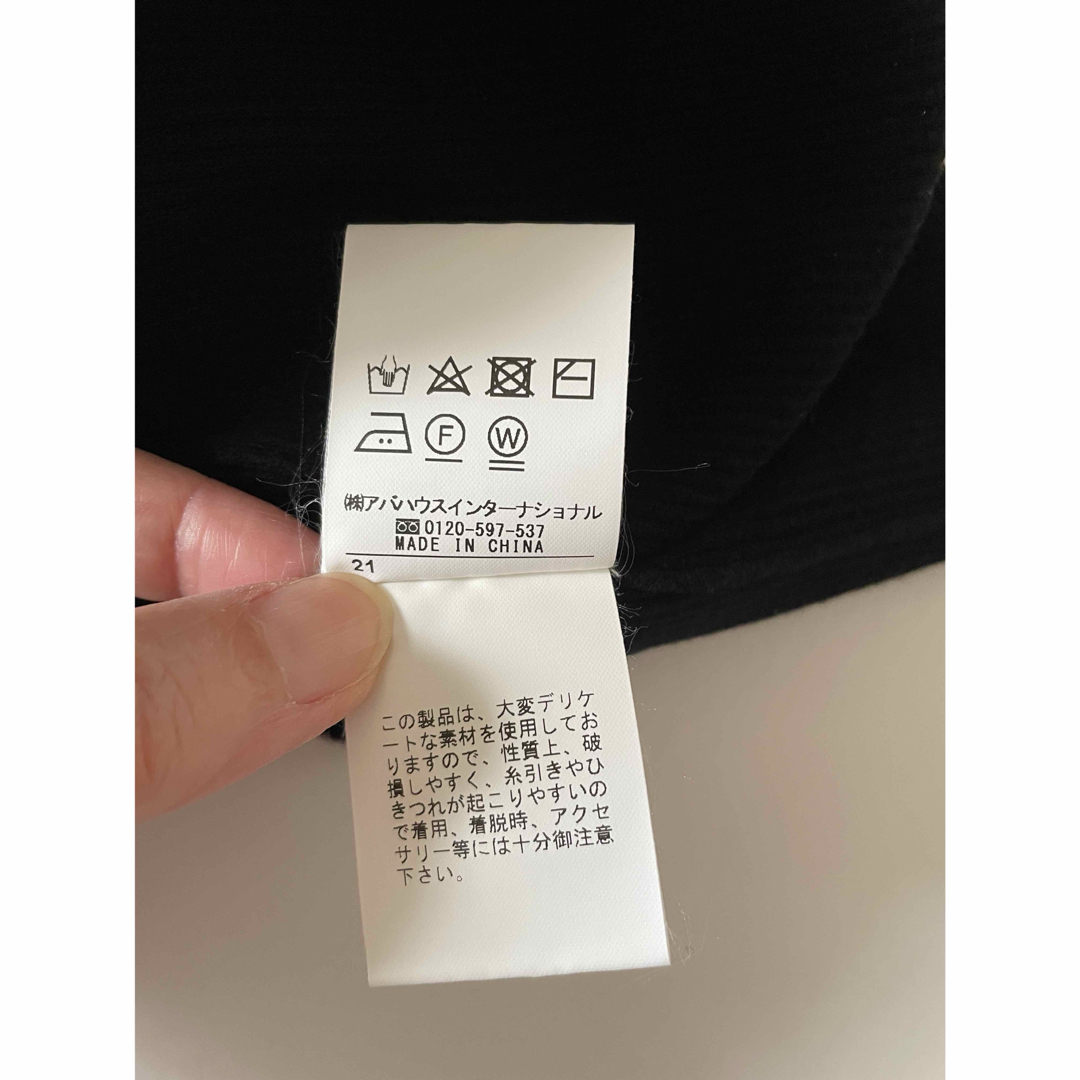 F
W
㈱アバハウスインターナショナル
0120-597-537
MADE IN CHINA
21
この製品は、大変デリケ
ートな素材を使用してお
りますので、性質上、破
損しやすく、糸引きやひ
きつれが起こりやすいの
で着用、着脱時、アクセ
サリー等には十分御注意
下さい。